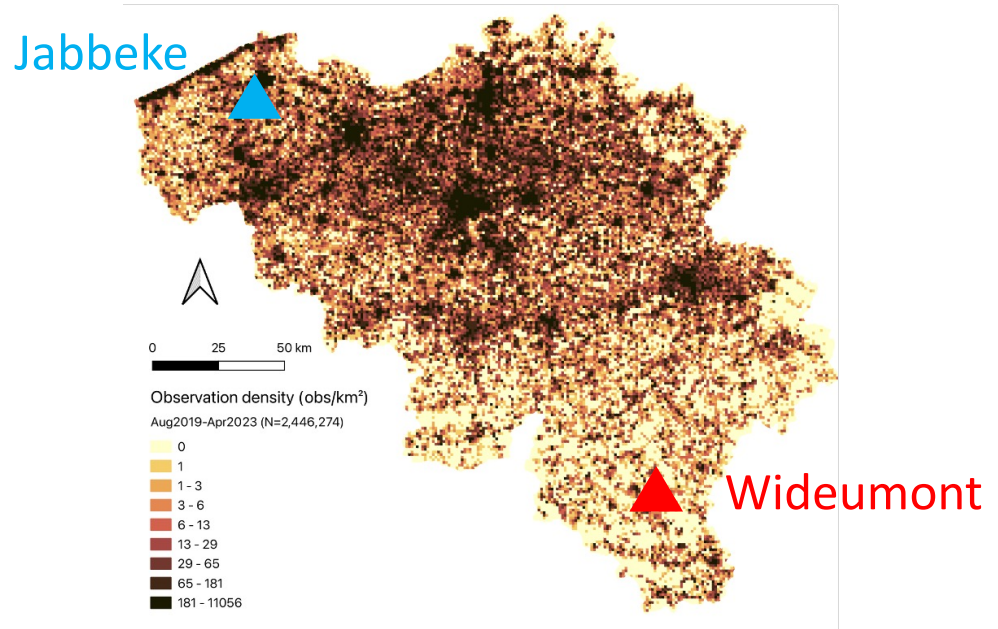 Jabbeke
0 25 50 km
Observation density (obs/km²)
Aug2019-Apr2023 (N=2,446,274)
0
1
1 - 3
3 - 6
6 - 13
13 - 29
29 - 65
65 - 181
181 - 11056
Wideumont